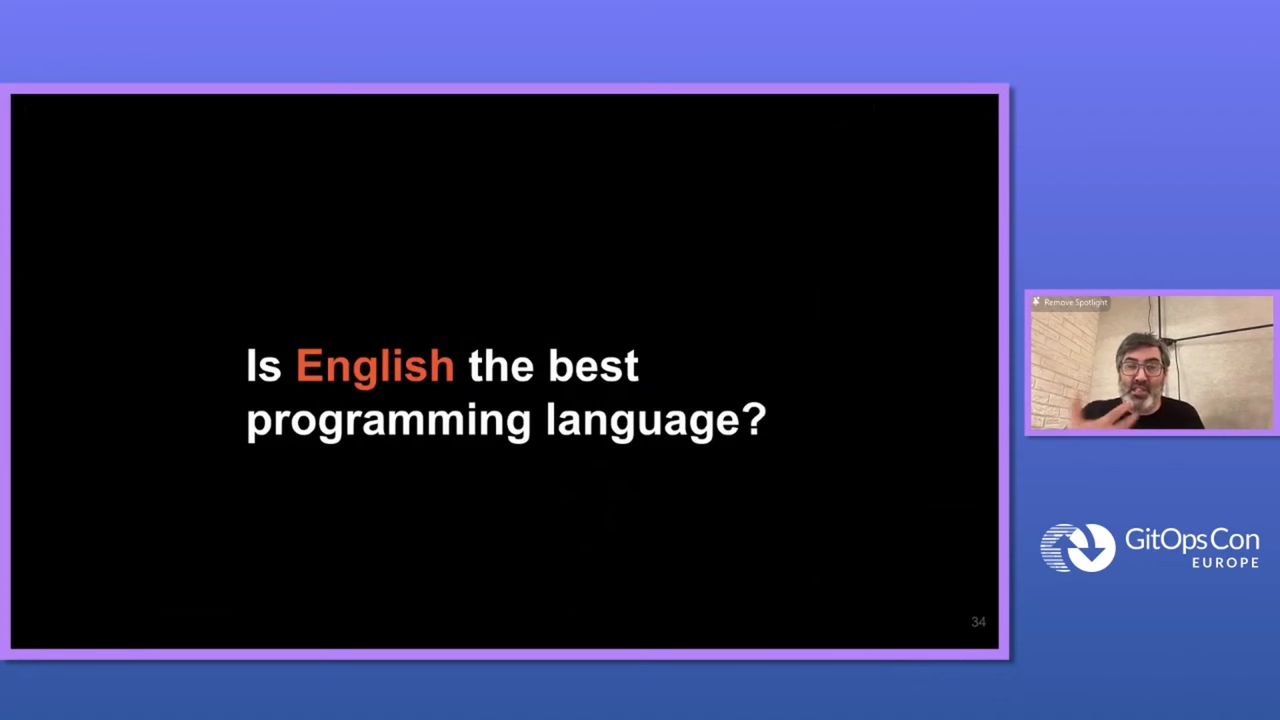 Is English the best
programming language?
34
Remove Spotlight
GitOpsCon
EUROPE